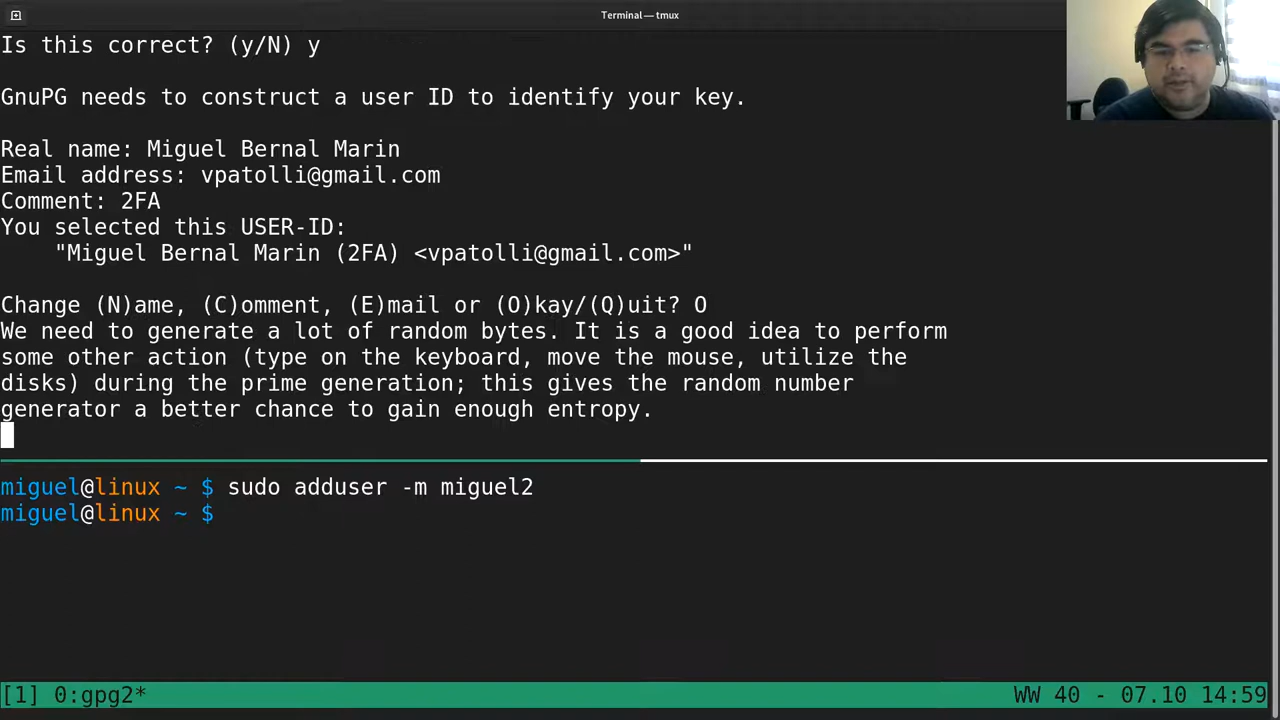 Terminal — tmux
Is this correct? (y/N) y
GnuPG needs to construct a user ID to identify your key.
Real name: Miguel Bernal Marin
Email address: vpatolli@gmail.com
Comment: 2FA
You selected this USER-ID:
"Miguel Bernal Marin (2FA) <vpatolli@gmail.com>"
Change (N)ame, (C)omment, (E)mail or (O)kay/(Q)uit? O
We need to generate a lot of random bytes. It is a good idea to perform
some other action (type on the keyboard, move the mouse, utilize the
disks) during the prime generation; this gives the random number
generator a better chance to gain enough entropy.
miguel@linux ~ $ sudo adduser -m miguel2
miguel@linux ~ $
[1] 0:gpg2* WW 40 - 07.10 14:59